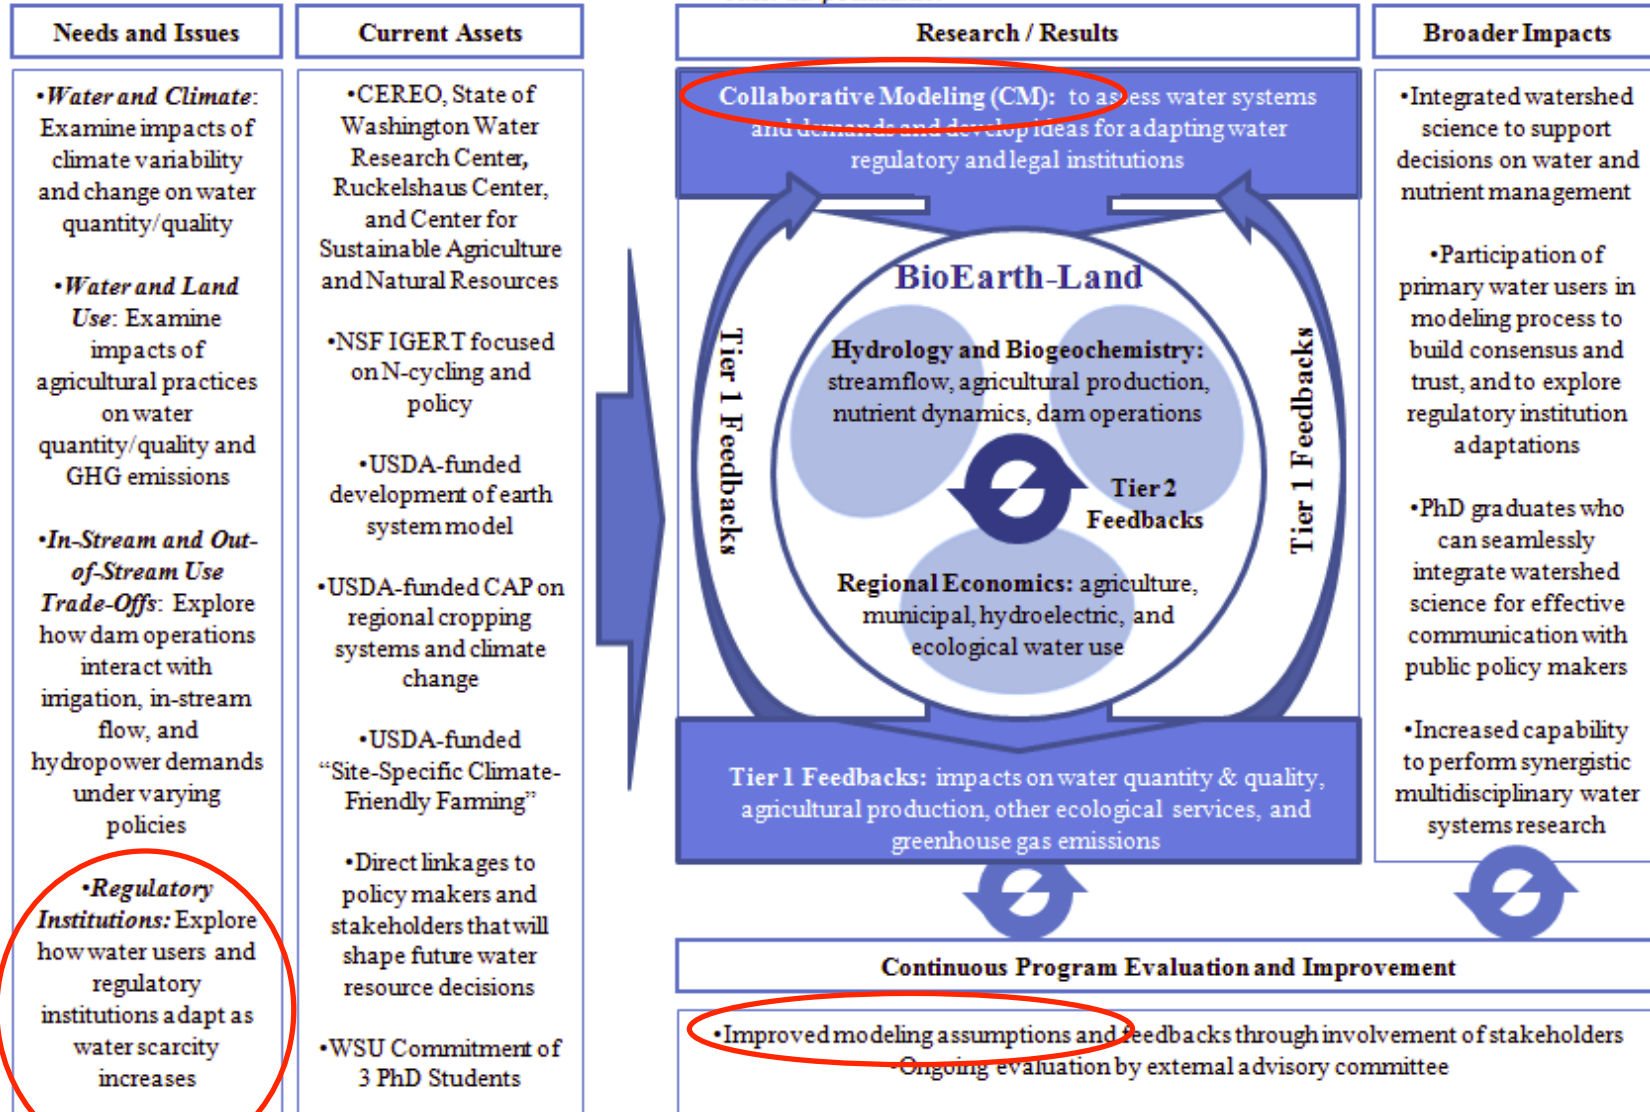 Needs and Issues
•Water and Climate:
Examine impacts of
climate variability
and change on water
quantity/quality
•Water and Land
Use: Examine
impacts of
agricultural practices
on water
quantity/quality and
GHG emissions
•In-Stream and Out-
of-Stream Use
Trade-Offs: Explore
how dam operations
interact with
irrigation, in-stream
flow, and
hydropower demands
under varying
policies
•Regulatory
Institutions: Explore
how water users and
regulatory
institutions adapt as
water scarcity
increases
Current Assets
•CEREO, State of
Washington Water
Research Center,
Ruckelshaus Center,
and Center for
Sustainable Agriculture
and Natural Resources
•NSF IGERT focused
on N-cycling and
policy
•USDA-funded
development of earth
system model
•USDA-funded CAP on
regional cropping
systems and climate
change
•USDA-funded
“Site-Specific Climate-
Friendly Farming”
•Direct linkages to
policy makers and
stakeholders that will
shape future water
resource decisions
•WSU Commitment of
3 PhD Students
Research / Results
Collaborative Modeling (CM): to assess water systems
and demands and develop ideas for adapting water
regulatory and legal institutions
BioEarth-Land
Tier 1 Feedbacks
Hydrology and Biogeochemistry:
streamflow, agricultural production,
nutrient dynamics, dam operations
Tier 2
Feedbacks
Regional Economics: agriculture,
municipal, hydroelectric, and
ecological water use
Tier 1 Feedbacks
Tier 1 Feedbacks: impacts on water quantity & quality,
agricultural production, other ecological services, and
greenhouse gas emissions
Broader Impacts
•Integrated watershed
science to support
decisions on water and
nutrient management
•Participation of
primary water users in
modeling process to
build consensus and
trust, and to explore
regulatory institution
adaptations
•PhD graduates who
can seamlessly
integrate watershed
science for effective
communication with
public policy makers
•Increased capability
to perform synergistic
multidisciplinary water
systems research
Continuous Program Evaluation and Improvement
•Improved modeling assumptions and feedbacks through involvement of stakeholders
•Ongoing evaluation by external advisory committee